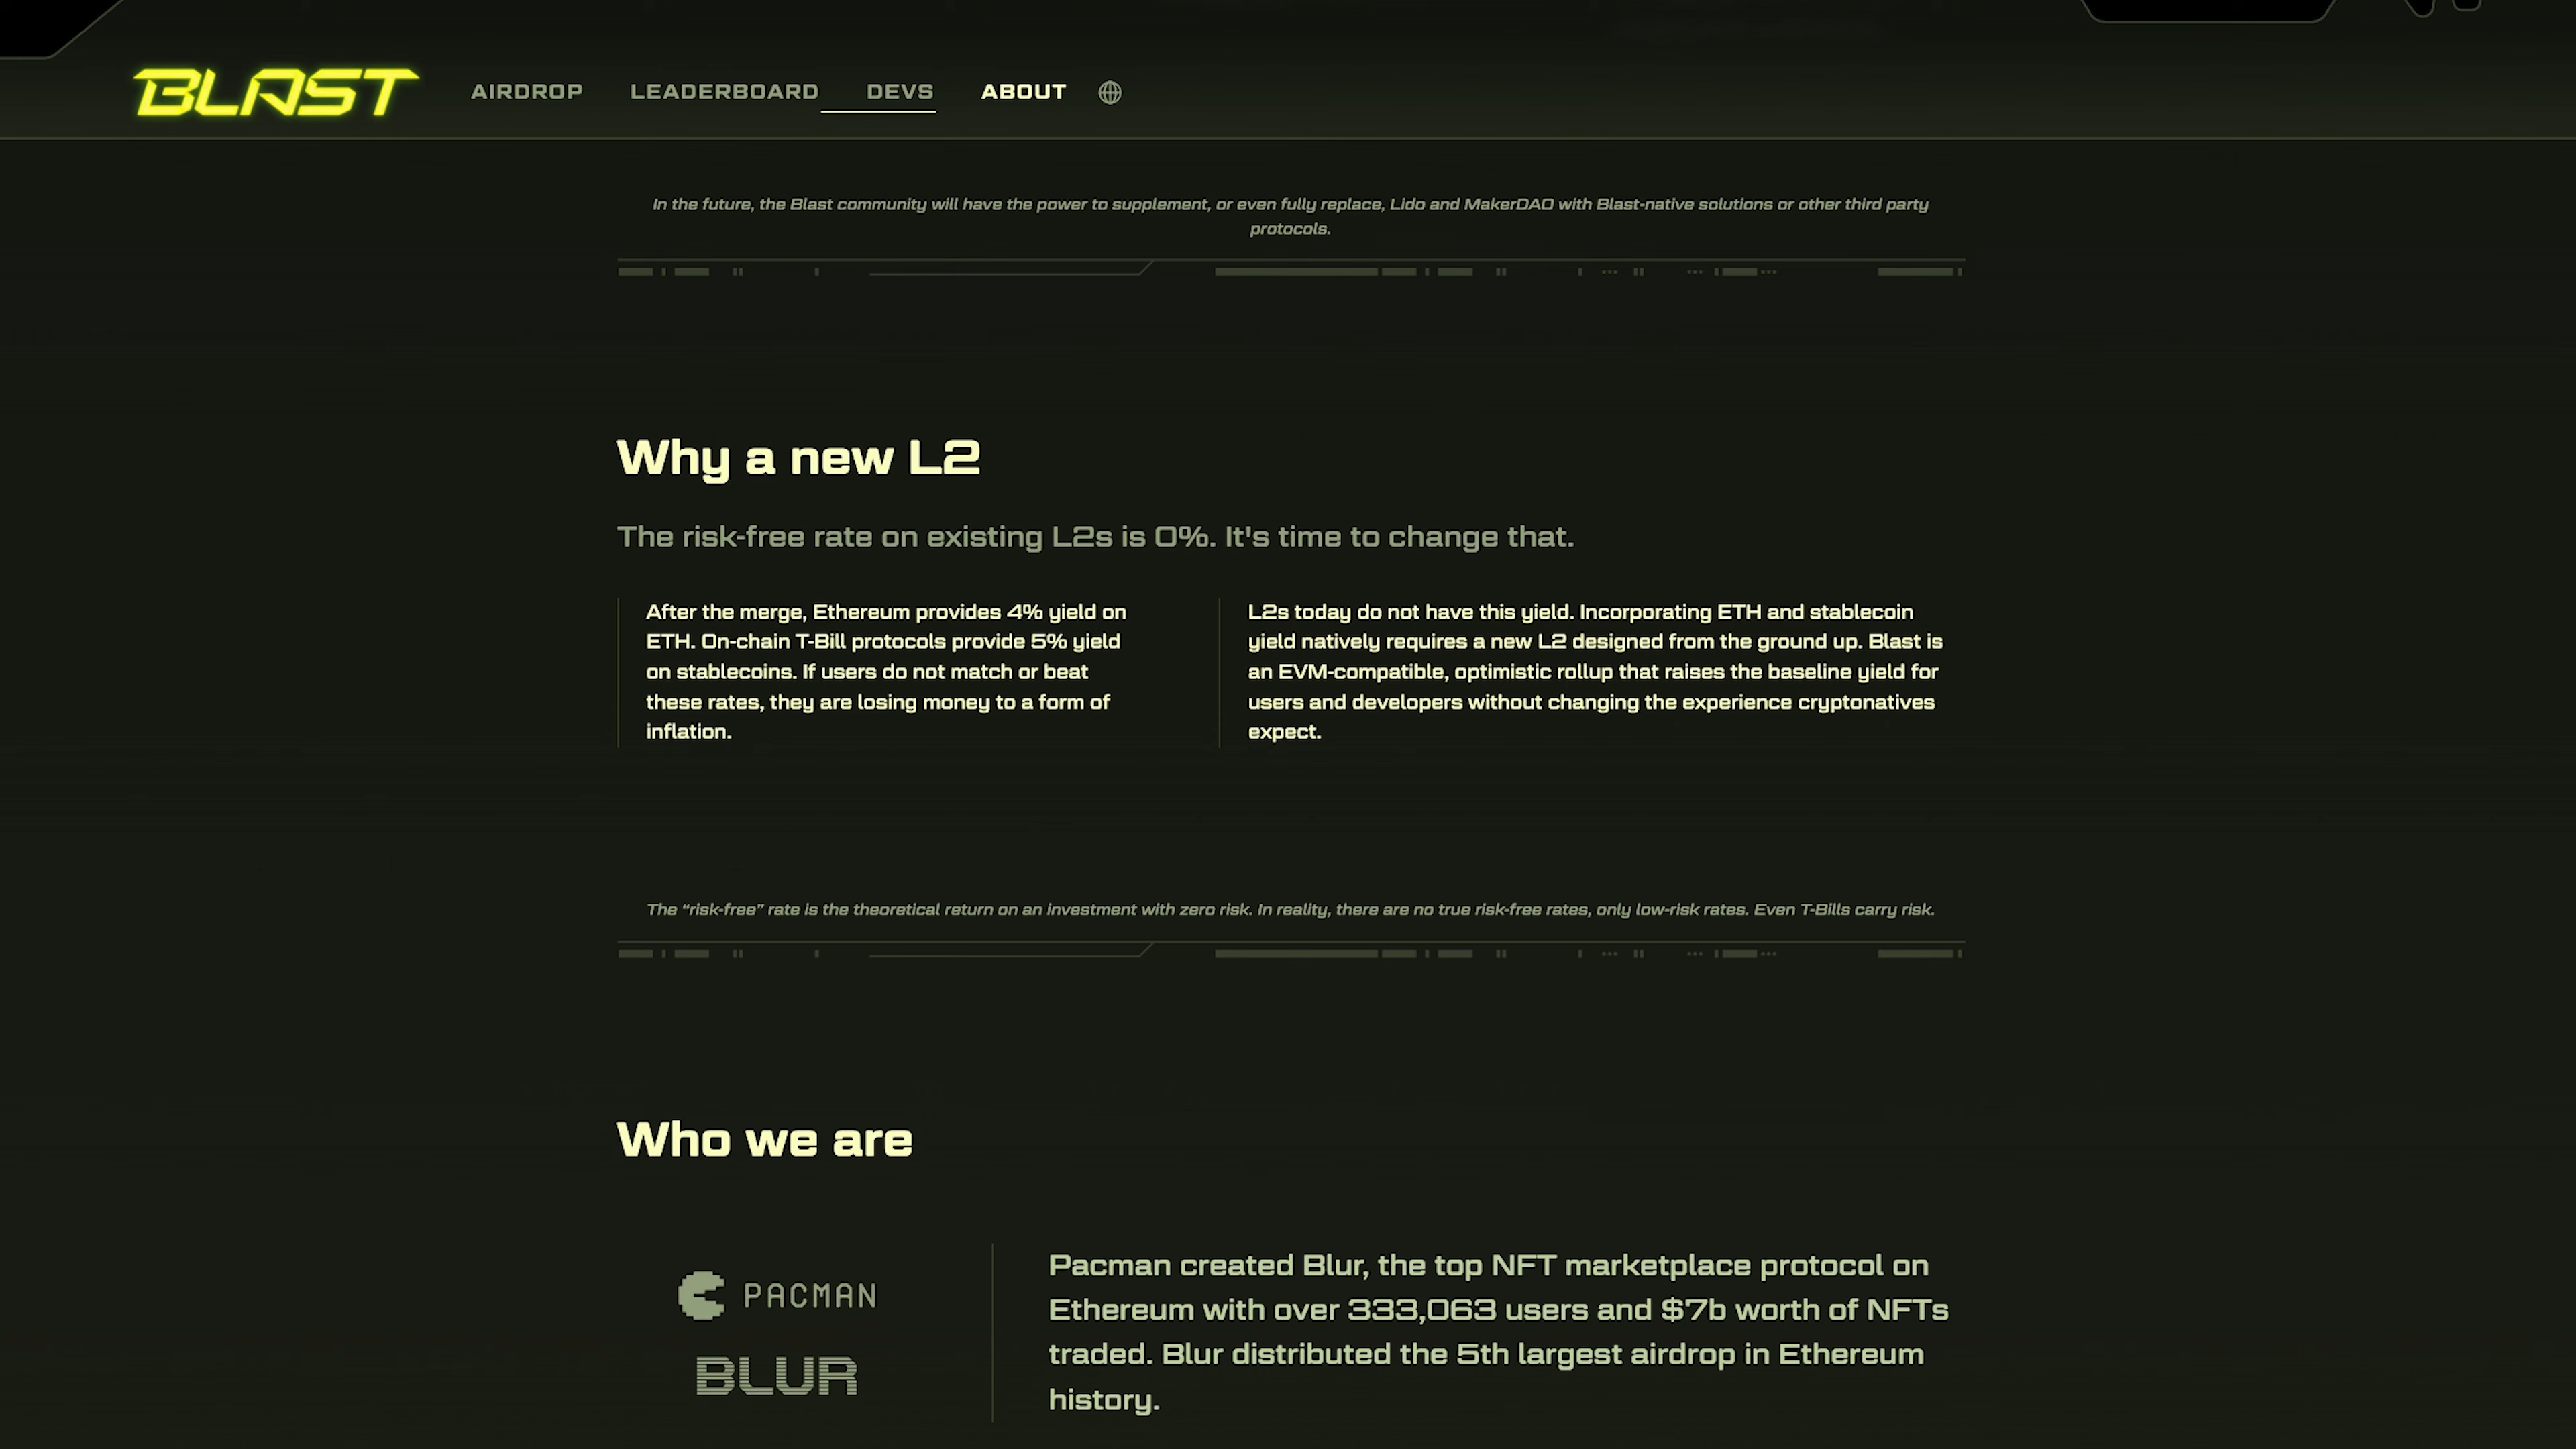 BLAST
AIRDROP
LEADERBOARD
DEVS
ABOUT
In the future, the Blast community will have the power to supplement, or even fully replace, Lido and MakerDAO with Blast-native solutions or other third party
protocols.
Why a new L2
The risk-free rate on existing L2s is 0%. It's time to change that.
After the merge, Ethereum provides 4% yield on
ETH. On-chain T-Bill protocols provide 5% yield
on stablecoins. If users do not match or beat
these rates, they are losing money to a form of
inflation.
L2s today do not have this yield. Incorporating ETH and stablecoin
yield natively requires a new L2 designed from the ground up. Blast is
an EVM-compatible, optimistic rollup that raises the baseline yield for
users and developers without changing the experience cryptonatives
expect.
The “risk-free” rate is the theoretical return on an investment with zero risk. In reality, there are no true risk-free rates, only low-risk rates. Even T-Bills carry risk.
Who we are
PACMAN
BLUR
Pacman created Blur, the top NFT marketplace protocol on
Ethereum with over 333,063 users and $7b worth of NFTs
traded. Blur distributed the 5th largest airdrop in Ethereum
history.